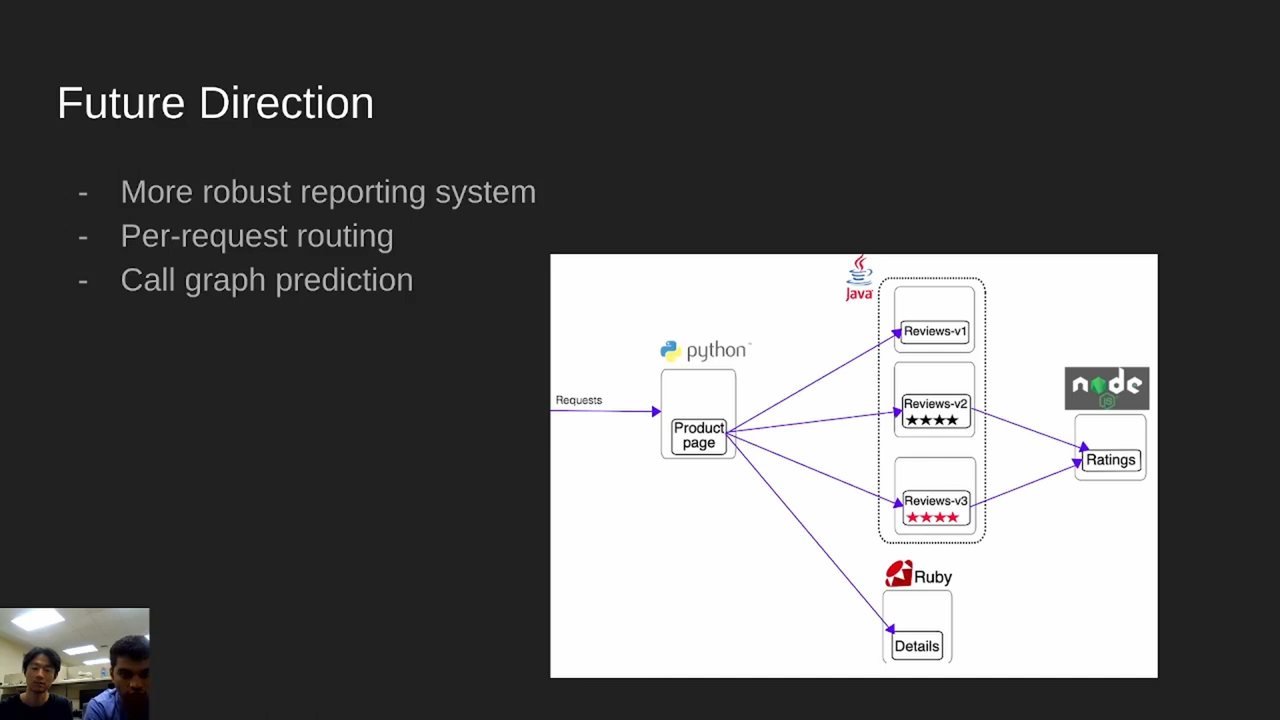 Future Direction
- More robust reporting system
- Per-request routing
- Call graph prediction
Java
Reviews-v1
python
Requests
Product
page
Reviews-v2
★★★★
node
JS
Ratings
Reviews-v3
★★★★
Ruby
Details